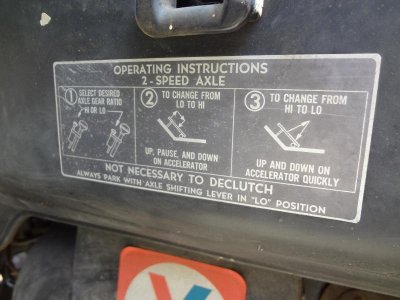 OPERATING INSTRUCTIONS
2-SPEED AXLE
1 SELECT DESIRED
AXLE GEAR RATIO
HI OR LO
2 TO CHANGE FROM
LO TO HI
UP, PAUSE, AND DOWN
ON ACCELERATOR
3 TO CHANGE FROM
HI TO LO
UP AND DOWN ON
ACCELERATOR QUICKLY
NOT NECESSARY TO DECLUTCH
ALWAYS PARK WITH AXLE SHIFTING LEVER IN "LO" POSITION